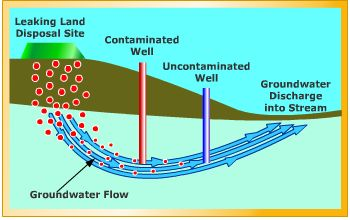 Leaking Land
Disposal Site
Contaminated
Well
Uncontaminated
Well
Groundwater
Discharge
into Stream
Groundwater Flow